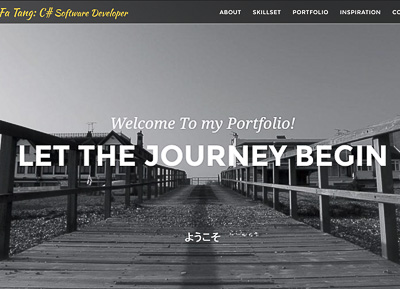 Fa Tang: C# Software Developer
ABOUT SKILLSET PORTFOLIO INSPIRATION
Welcome To my Portfolio!
LET THE JOURNEY BEGIN
ようこそ